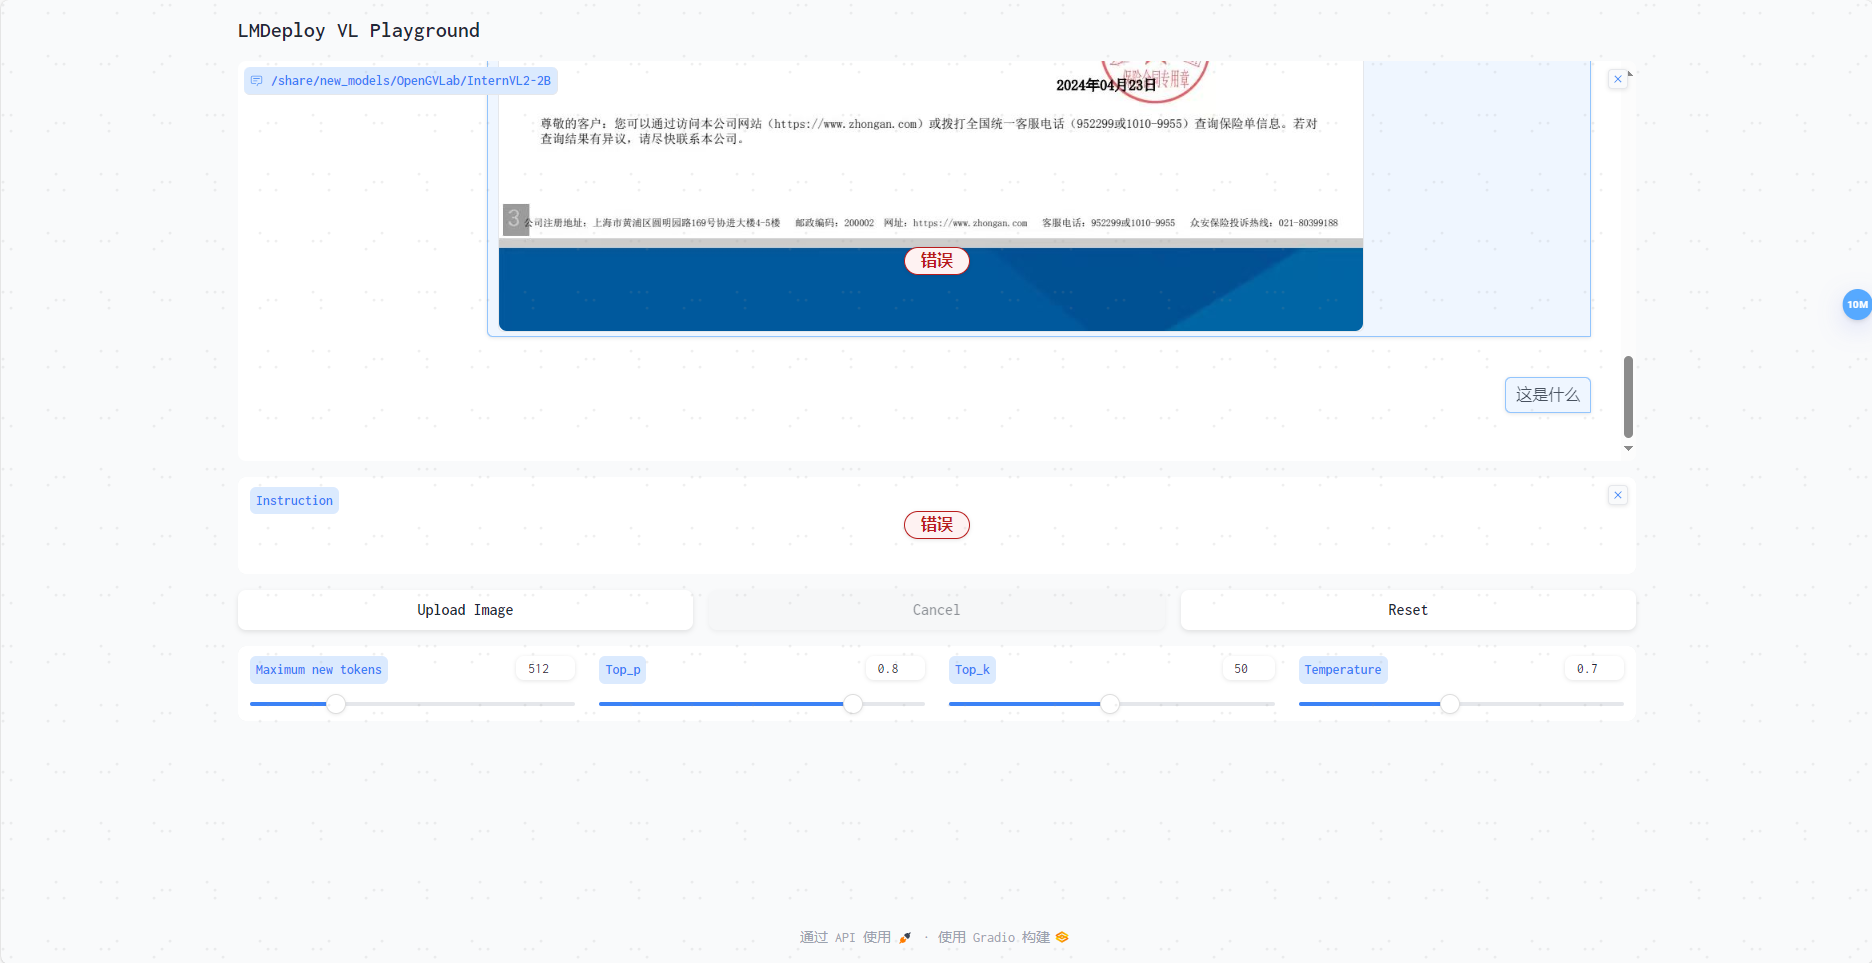 LMDeploy VL Playground
/share/new_models/OpenGVLab/InternVL2-2B
保险合同专用章
2024年04月23日
尊敬的客户：您可以通过访问本公司网站（https://www.zhongan.com）或拨打全国统一客服电话（952299或1010-9955）查询保险单信息。若对
查询结果有异议，请尽快联系本公司。
3
公司注册地址：上海市黄浦区圆明园路169号协进大楼4-5楼 邮政编码：200002 网址：https://www.zhongan.com 客服电话：952299或1010-9955 众安保险投诉热线：021-80399188
错误
10M
这是什么
Instruction
错误
Upload Image
Cancel
Reset
Maximum new tokens 512 Top_p 0.8 Top_k 50 Temperature 0.7
通过 API 使用 · 使用 Gradio 构建